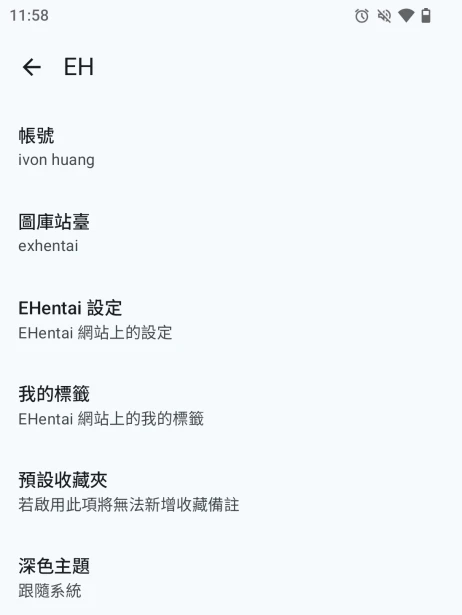 11:58
EH
帳號
ivon huang
圖庫站臺
exhentai
EHentai 設定
EHentai 網站上的設定
我的標籤
EHentai 網站上的我的標籤
預設收藏夾
若啟用此項將無法新增收藏備註
深色主題
跟隨系統